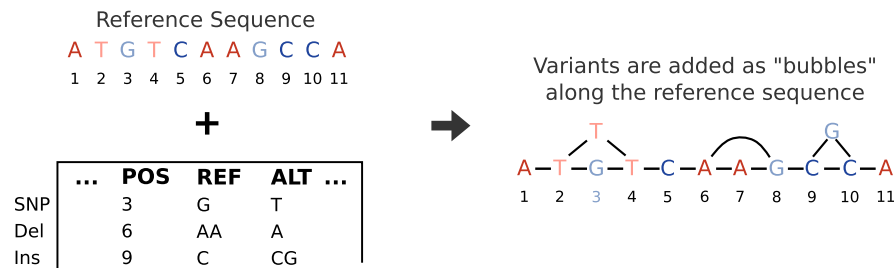 Reference Sequence
A T G T C A A G C C A
1 2 3 4 5 6 7 8 9 10 11
+
... POS REF ALT ...
SNP 3 G T
Del 6 AA A
Ins 9 C CG
Variants are added as "bubbles"
along the reference sequence
T G
A T G T C A A G C C A
1 2 3 4 5 6 7 8 9 10 11